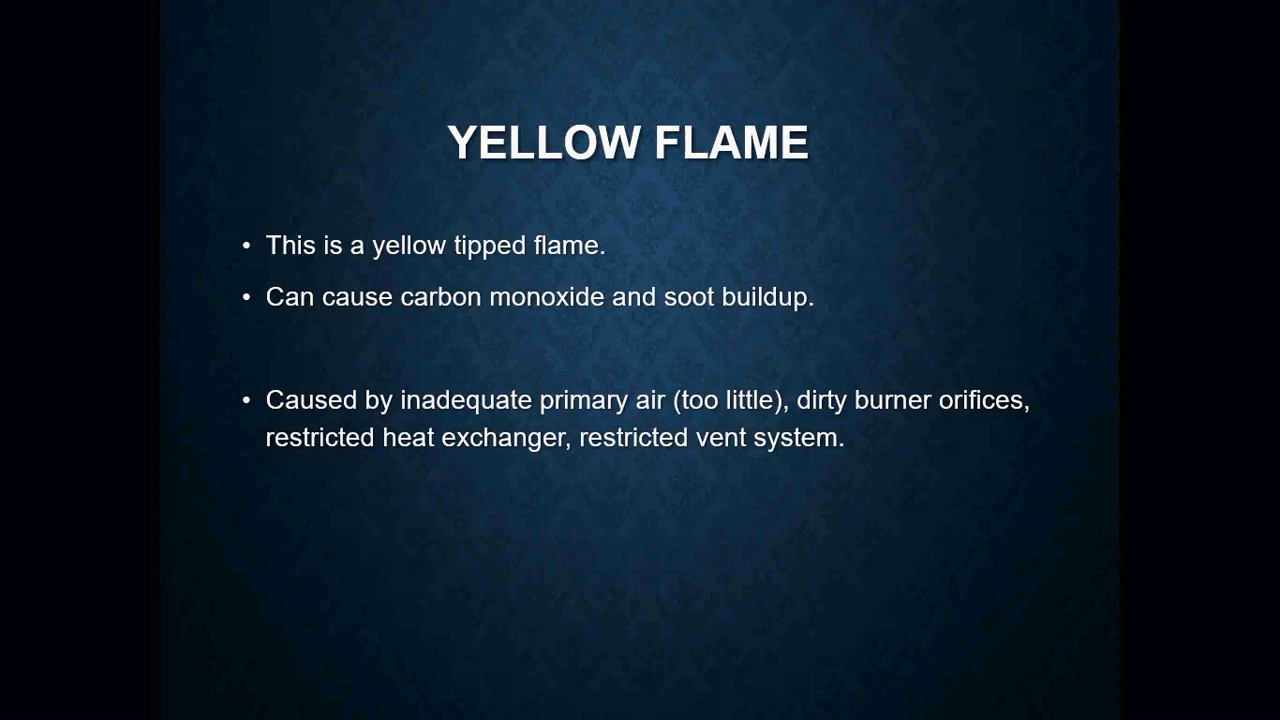 YELLOW FLAME
• This is a yellow tipped flame.
• Can cause carbon monoxide and soot buildup.
• Caused by inadequate primary air (too little), dirty burner orifices,
restricted heat exchanger, restricted vent system.